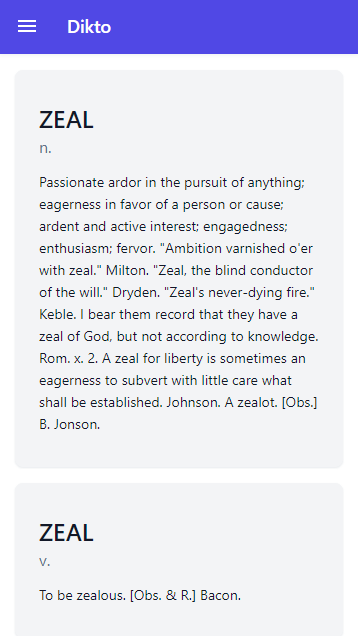 Dikto
ZEAL
n.
Passionate ardor in the pursuit of anything;
eagerness in favor of a person or cause;
ardent and active interest; engagedness;
enthusiasm; fervor. "Ambition varnished o'er
with zeal." Milton. "Zeal, the blind conductor
of the will." Dryden. "Zeal's never-dying fire."
Keble. I bear them record that they have a
zeal of God, but not according to knowledge.
Rom. x. 2. A zeal for liberty is sometimes an
eagerness to subvert with little care what
shall be established. Johnson. A zealot. [Obs.]
B. Jonson.
ZEAL
v.
To be zealous. [Obs. & R.] Bacon.